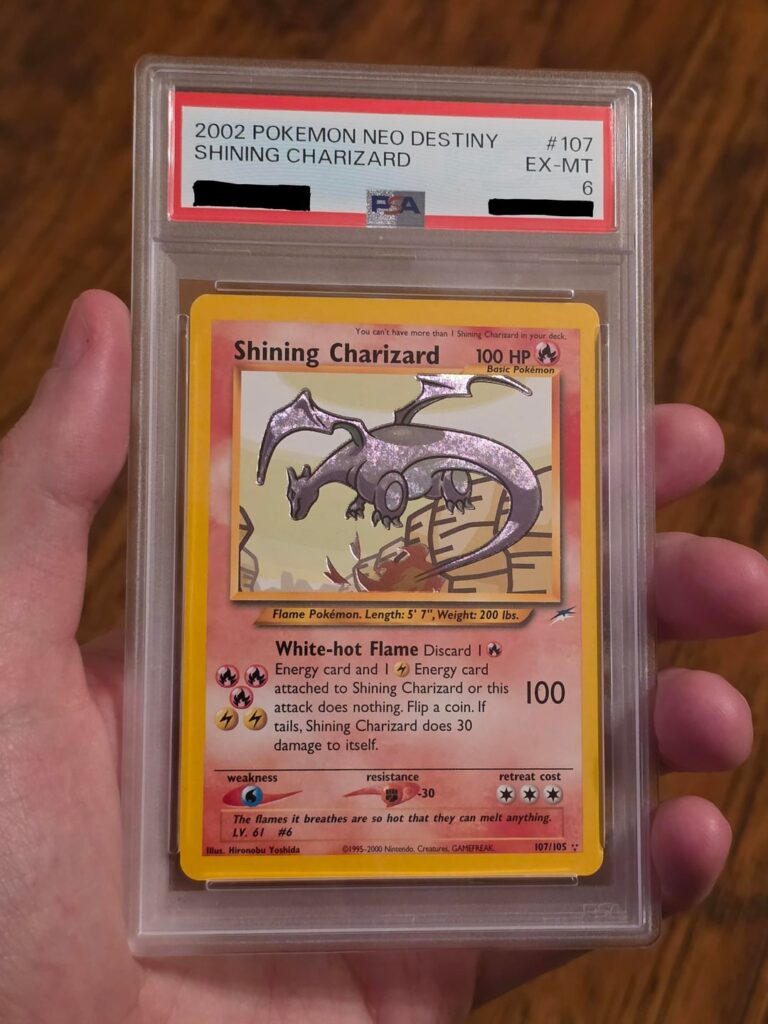 2002 POKEMON NEO DESTINY #107
SHINING CHARIZARD EX-MT
6
PSA
You can't have more than 1 Shining Charizard in your deck.
Shining Charizard 100 HP
Basic Pokémon
Flame Pokémon. Length: 5' 7", Weight: 200 lbs.
White-hot Flame Discard 1
Energy card and 1 Energy card
attached to Shining Charizard or this
attack does nothing. Flip a coin. If
tails, Shining Charizard does 30
damage to itself.
100
weakness resistance retreat cost
-30
The flames it breathes are so hot that they can melt anything.
LV. 61 #6
Illus. Hironobu Yoshida ©1995-2000 Nintendo, Creatures, GAMEFREAK. 107/105
PSA